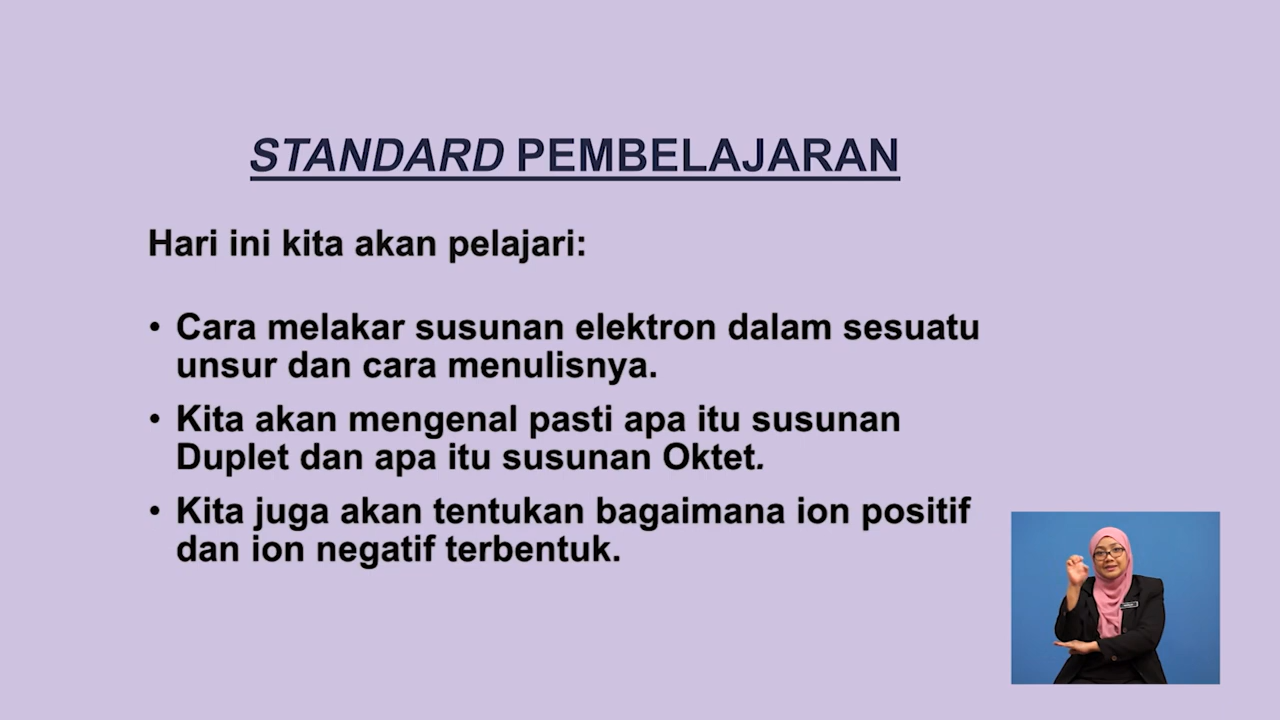 STANDARD PEMBELAJARAN
Hari ini kita akan pelajari:
• Cara melakar susunan elektron dalam sesuatu
unsur dan cara menulisnya.
• Kita akan mengenal pasti apa itu susunan
Duplet dan apa itu susunan Oktet.
• Kita juga akan tentukan bagaimana ion positif
dan ion negatif terbentuk.